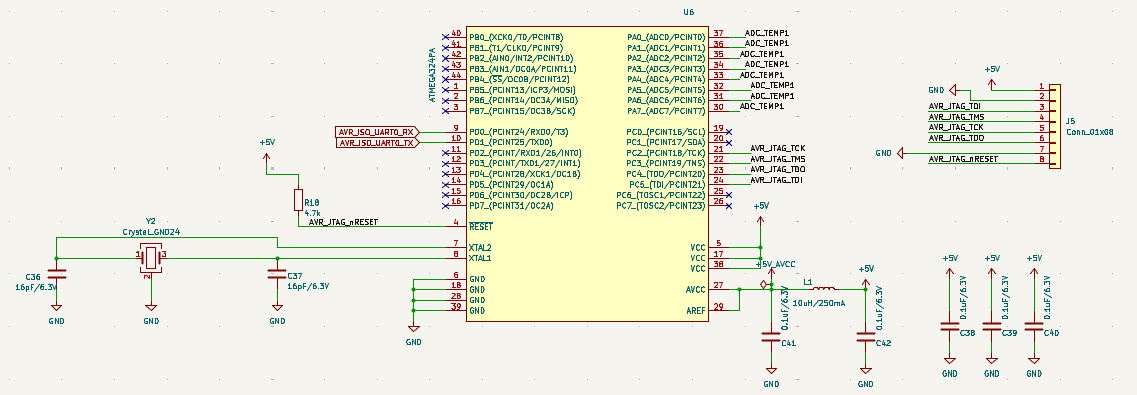 U6
ATMEGA324PA
40 PB0_(XCK0/T0/PCINT8)
41 PB1_(T1/CLKO/PCINT9)
42 PB2_(AIN0/INT2/PCINT10)
43 PB3_(AIN1/OC0A/PCINT11)
44 PB4_(SS/OC0B/PCINT12)
1 PB5_(PCINT13/ICP3/MOSI)
2 PB6_(PCINT14/OC3A/MISO)
3 PB7_(PCINT15/OC3B/SCK)
AVR_ISO_UART0_RX 9 PD0_(PCINT24/RXD0/T3)
AVR_ISO_UART0_TX 10 PD1_(PCINT25/TXD0)
11 PD2_(PCINT/RXD1/26/INT0)
12 PD3_(PCINT/TXD1/27/INT1)
13 PD4_(PCINT28/XCK1/OC1B)
14 PD5_(PCINT29/OC1A)
15 PD6_(PCINT30/OC2B/ICP)
16 PD7_(PCINT31/OC2A)
+5V
R18
4.7k
AVR_JTAG_nRESET 4 RESET
7 XTAL2
8 XTAL1
6 GND
18 GND
28 GND
39 GND
GND
Y2
Crystal_GND24
1 3
2
C36
16pF/6.3V
GND
GND
C37
16pF/6.3V
GND
PA0_(ADC0/PCINT0) 37 ADC_TEMP1
PA1_(ADC1/PCINT1) 36 ADC_TEMP1
PA2_(ADC2/PCINT2) 35 ADC_TEMP1
PA3_(ADC3/PCINT3) 34 ADC_TEMP1
PA4_(ADC4/PCINT4) 33 ADC_TEMP1
PA5_(ADC5/PCINT5) 32 ADC_TEMP1
PA6_(ADC6/PCINT6) 31 ADC_TEMP1
PA7_(ADC7/PCINT7) 30 ADC_TEMP1
PC0_(PCINT16/SCL) 19
PC1_(PCINT17/SDA) 20
PC2_(PCINT18/TCK) 21 AVR_JTAG_TCK
PC3_(PCINT19/TMS) 22 AVR_JTAG_TMS
PC4_(TDO/PCINT20) 23 AVR_JTAG_TDO
PC5_(TDI/PCINT21) 24 AVR_JTAG_TDI
PC6_(TOSC1/PCINT22) 25
PC7_(TOSC2/PCINT23) 26
+5V
VCC 5
VCC 17
VCC 38
AVCC 27
AREF 29
+5V_AVCC
0.1uF/6.3V
C41
GND
L1
10uH/250mA
+5V
0.1uF/6.3V
C42
GND
+5V
0.1uF/6.3V
C38
GND
+5V
0.1uF/6.3V
C39
GND
+5V
0.1uF/6.3V
C40
GND
+5V
1
GND 2
AVR_JTAG_TDI 3
AVR_JTAG_TMS 4
AVR_JTAG_TCK 5
AVR_JTAG_TDO 6
GND 7
AVR_JTAG_nRESET 8
J5
Conn_01x08